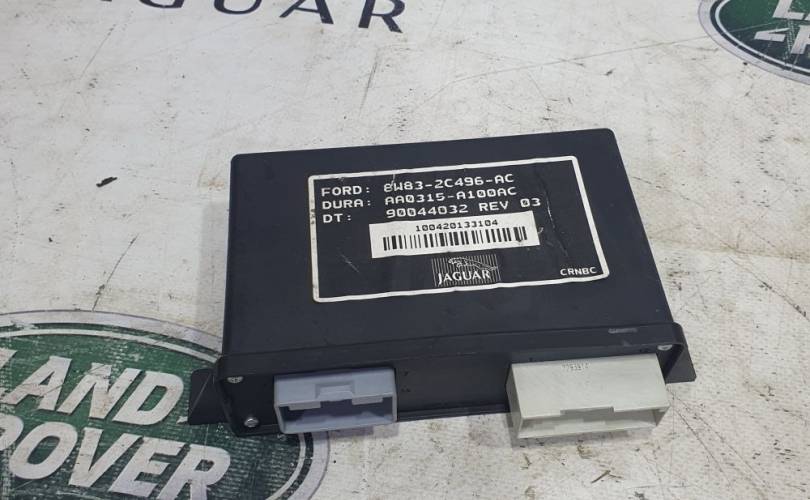 JAGUAR
FORD: 8W83-2C496-AC
DURA: AA0315-A100AC
DT: 90044032 REV 03
100420133104
JAGUAR
CRNBC
LAND
ROVER